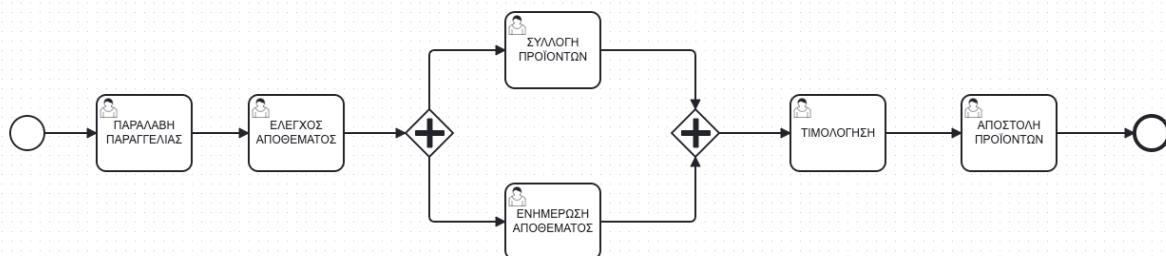 ΠΑΡΑΛΑΒΗ
ΠΑΡΑΓΓΕΛΙΑΣ
ΕΛΕΓΧΟΣ
ΑΠΟΘΕΜΑΤΟΣ
ΣΥΛΛΟΓΗ
ΠΡΟΪΟΝΤΩΝ
ΕΝΗΜΕΡΩΣΗ
ΑΠΟΘΕΜΑΤΟΣ
ΤΙΜΟΛΟΓΗΣΗ
ΑΠΟΣΤΟΛΗ
ΠΡΟΪΟΝΤΩΝ